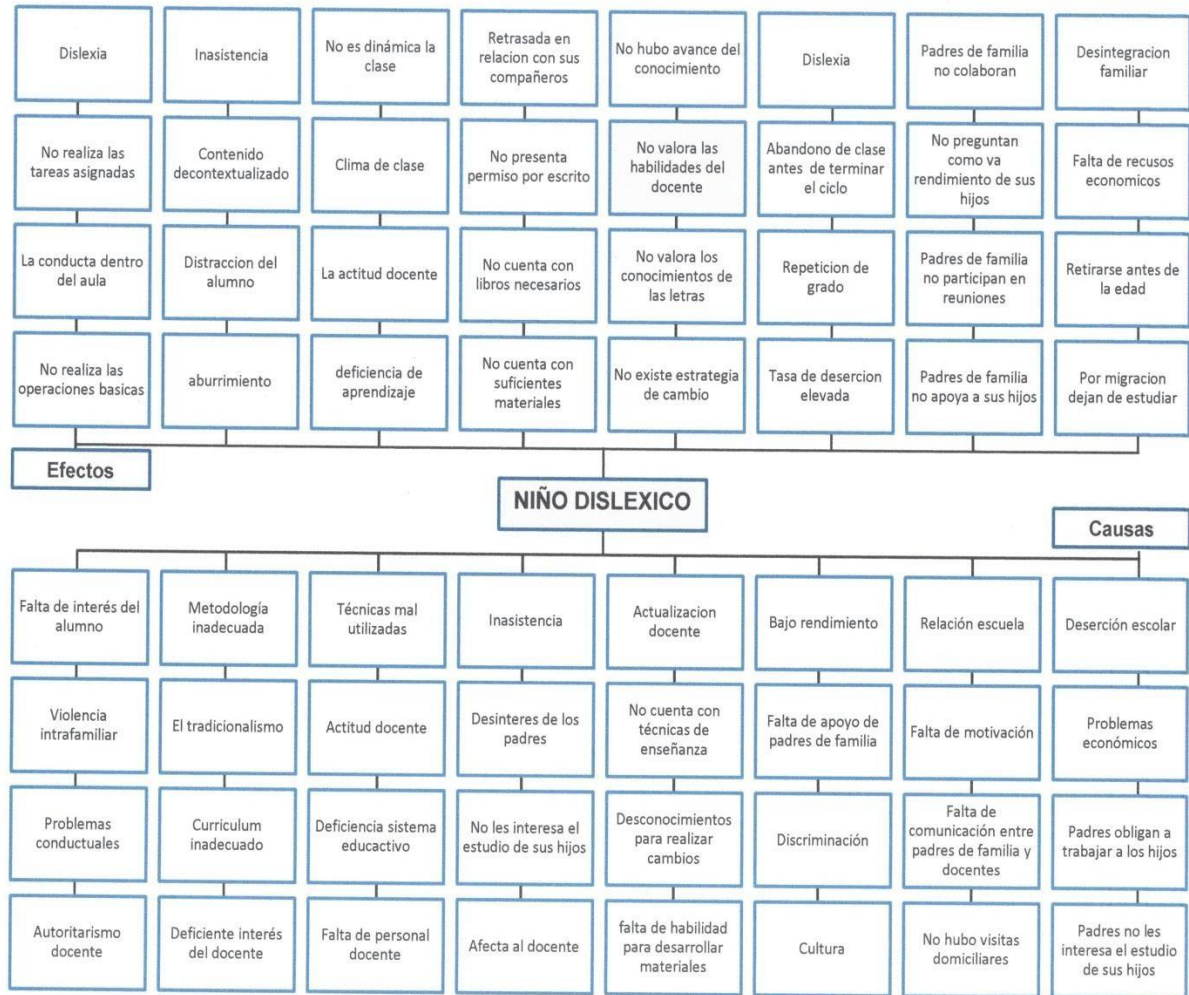 Dislexia
Inasistencia
No es dinámica la
clase
Retrasada en
relacion con sus
compañeros
No hubo avance del
conocimiento
Dislexia
Padres de familia
no colaboran
Desintegracion
familiar
No realiza las
tareas asignadas
Contenido
decontextualizado
Clima de clase
No presenta
permiso por escrito
No valora las
habilidades del
docente
Abandono de clase
antes de terminar
el ciclo
No preguntan
como va
rendimiento de sus
hijos
Falta de recusos
economicos
La conducta dentro
del aula
Distraccion del
alumno
La actitud docente
No cuenta con
libros necesarios
No valora los
conocimientos de
las letras
Repeticion de
grado
Padres de familia
no participan en
reuniones
Retirarse antes de
la edad
No realiza las
operaciones basicas
aburrimiento
deficiencia de
aprendizaje
No cuenta con
suficientes
materiales
No existe estrategia
de cambio
Tasa de desercion
elevada
Padres de familia
no apoya a sus hijos
Por migracion
dejan de estudiar
Efectos
NIÑO DISLEXICO
Causas
Falta de interés del
alumno
Metodología
inadecuada
Técnicas mal
utilizadas
Inasistencia
Actualizacion
docente
Bajo rendimiento
Relación escuela
Deserción escolar
Violencia
intrafamiliar
El tradicionalismo
Actitud docente
Desinteres de los
padres
No cuenta con
técnicas de
enseñanza
Falta de apoyo de
padres de familia
Falta de motivación
Problemas
económicos
Problemas
conductuales
Curriculum
inadecuado
Deficiencia sistema
educactivo
No les interesa el
estudio de sus hijos
Desconocimientos
para realizar
cambios
Discriminación
Falta de
comunicación entre
padres de familia y
docentes
Padres obligan a
trabajar a los hijos
Autoritarismo
docente
Deficiente interés
del docente
Falta de personal
docente
Afecta al docente
falta de habilidad
para desarrollar
materiales
Cultura
No hubo visitas
domiciliares
Padres no les
interesa el estudio
de sus hijos